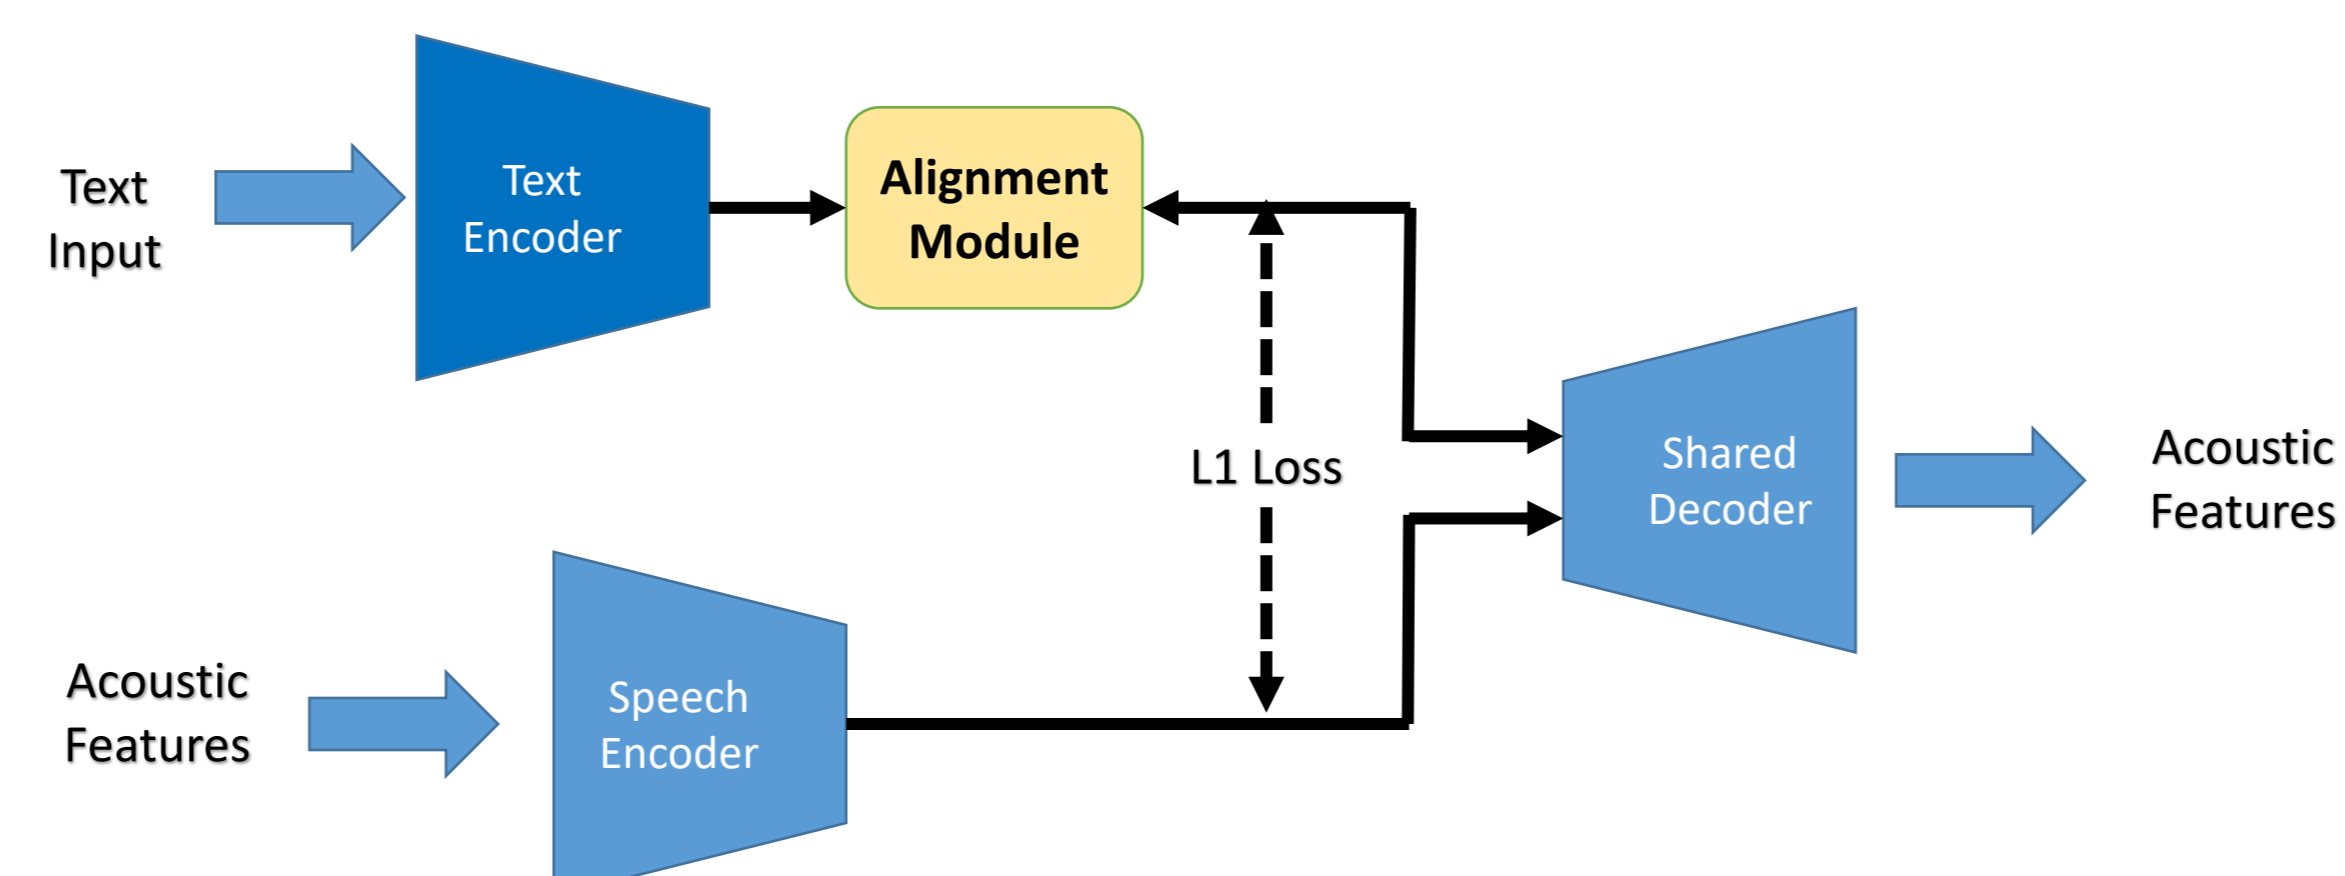 Text
Input
Text
Encoder
Alignment
Module
L1 Loss
Shared
Decoder
Acoustic
Features
Acoustic
Features
Speech
Encoder